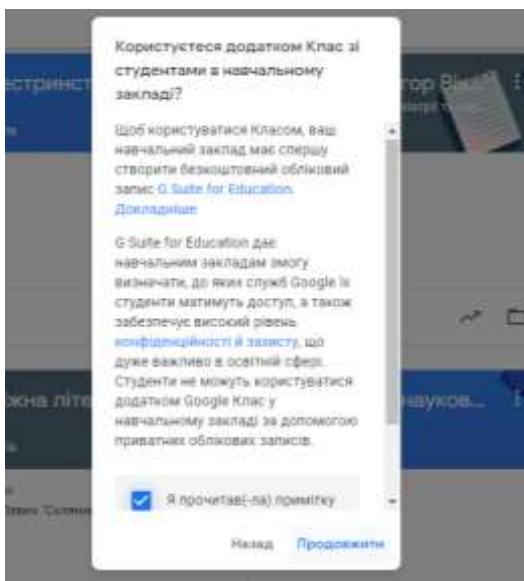 Користуєтеся додатком Клас зі
студентами в навчальному
закладі?
Щоб користуватися Класом, ваш
навчальний заклад має спершу
створити безкоштовний обліковий
запис G Suite for Education.
Докладніше
G Suite for Education дає
навчальним закладам змогу
визначати, до яких служб Google їх
студенти матимуть доступ, а також
забезпечує високий рівень
конфіденційності й захисту, що
дуже важливо в освітній сфері.
Студенти не можуть користуватися
додатком Google Клас у
навчальному закладі за допомогою
приватних облікових записів.
Я прочитав(-ла) примітку
Назад Продовжити